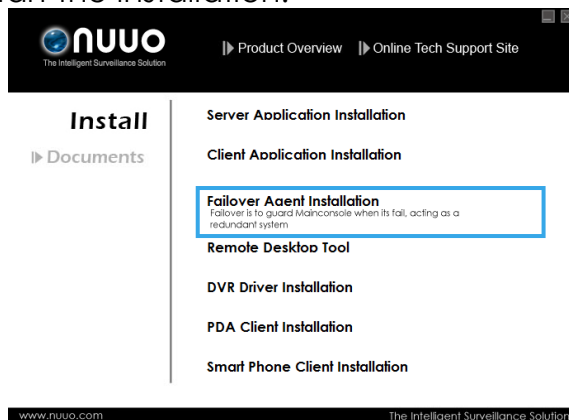 run the installation.
nuuo
The Intelligent Surveillance Solution
Product Overview Online Tech Support Site
Install
Documents
Server Application Installation
Client Application Installation
Failover Agent Installation
Failover is to guard Mainconsole when its fail, acting as a
redundant system
Remote Desktop Tool
DVR Driver Installation
PDA Client Installation
Smart Phone Client Installation
www.nuuo.com The Intelligent Surveillance Solution